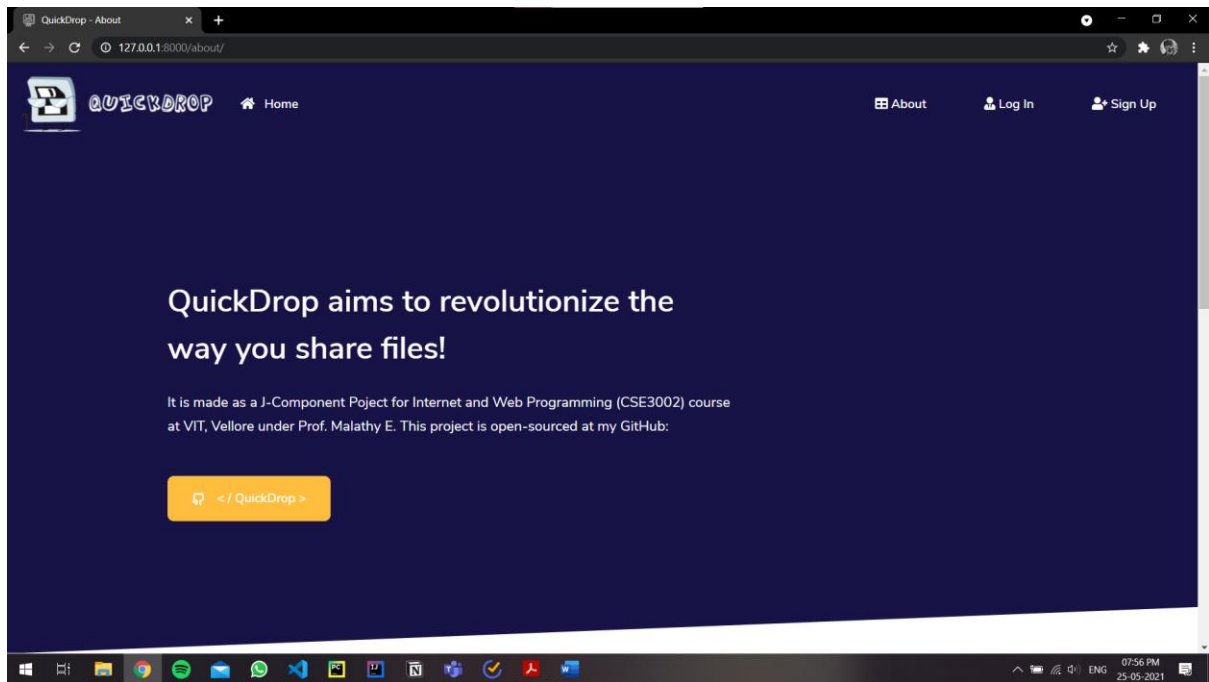 QuickDrop - About
127.0.0.1:8000/about/
QUICKDROP
Home
About
Log In
Sign Up
QuickDrop aims to revolutionize the
way you share files!
It is made as a J-Component Poject for Internet and Web Programming (CSE3002) course
at VIT, Vellore under Prof. Malathy E. This project is open-sourced at my GitHub:
</ QuickDrop >
ENG
07:56 PM
25-05-2021